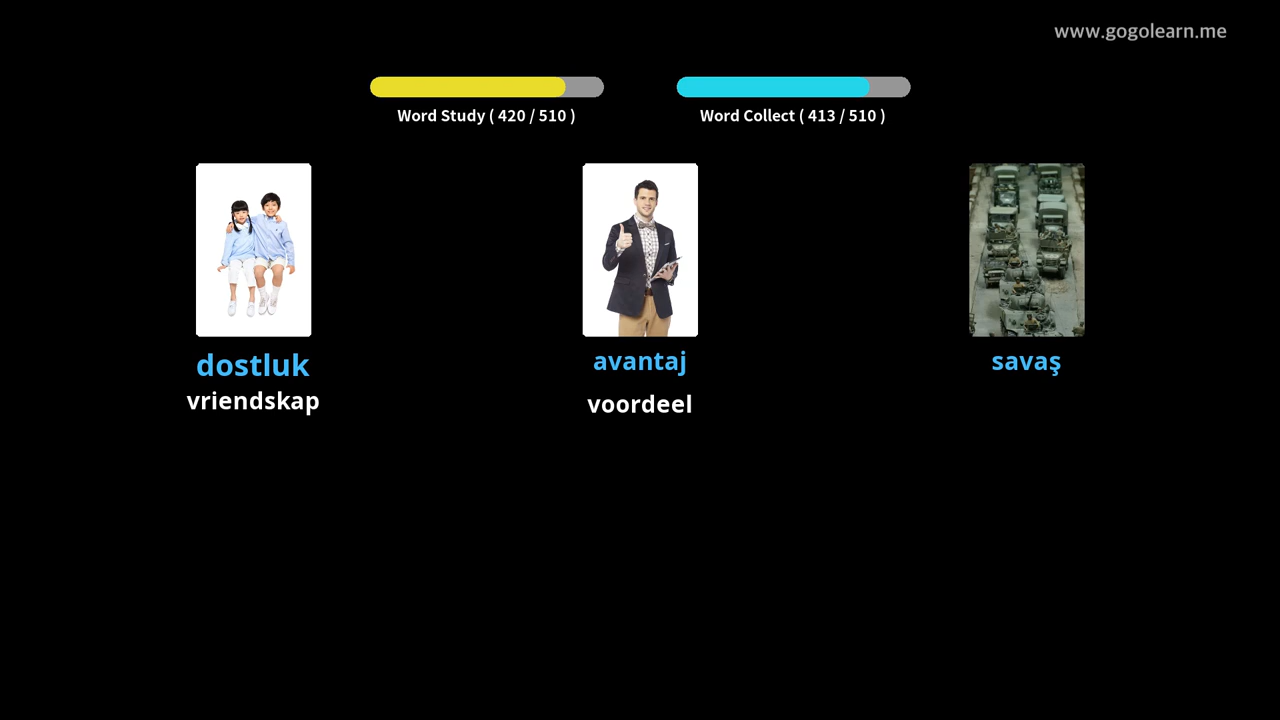 www.gogolearn.me
Word Study ( 420 / 510 )
Word Collect ( 413 / 510 )
dostluk
vriendskap
avantaj
voordeel
savaş